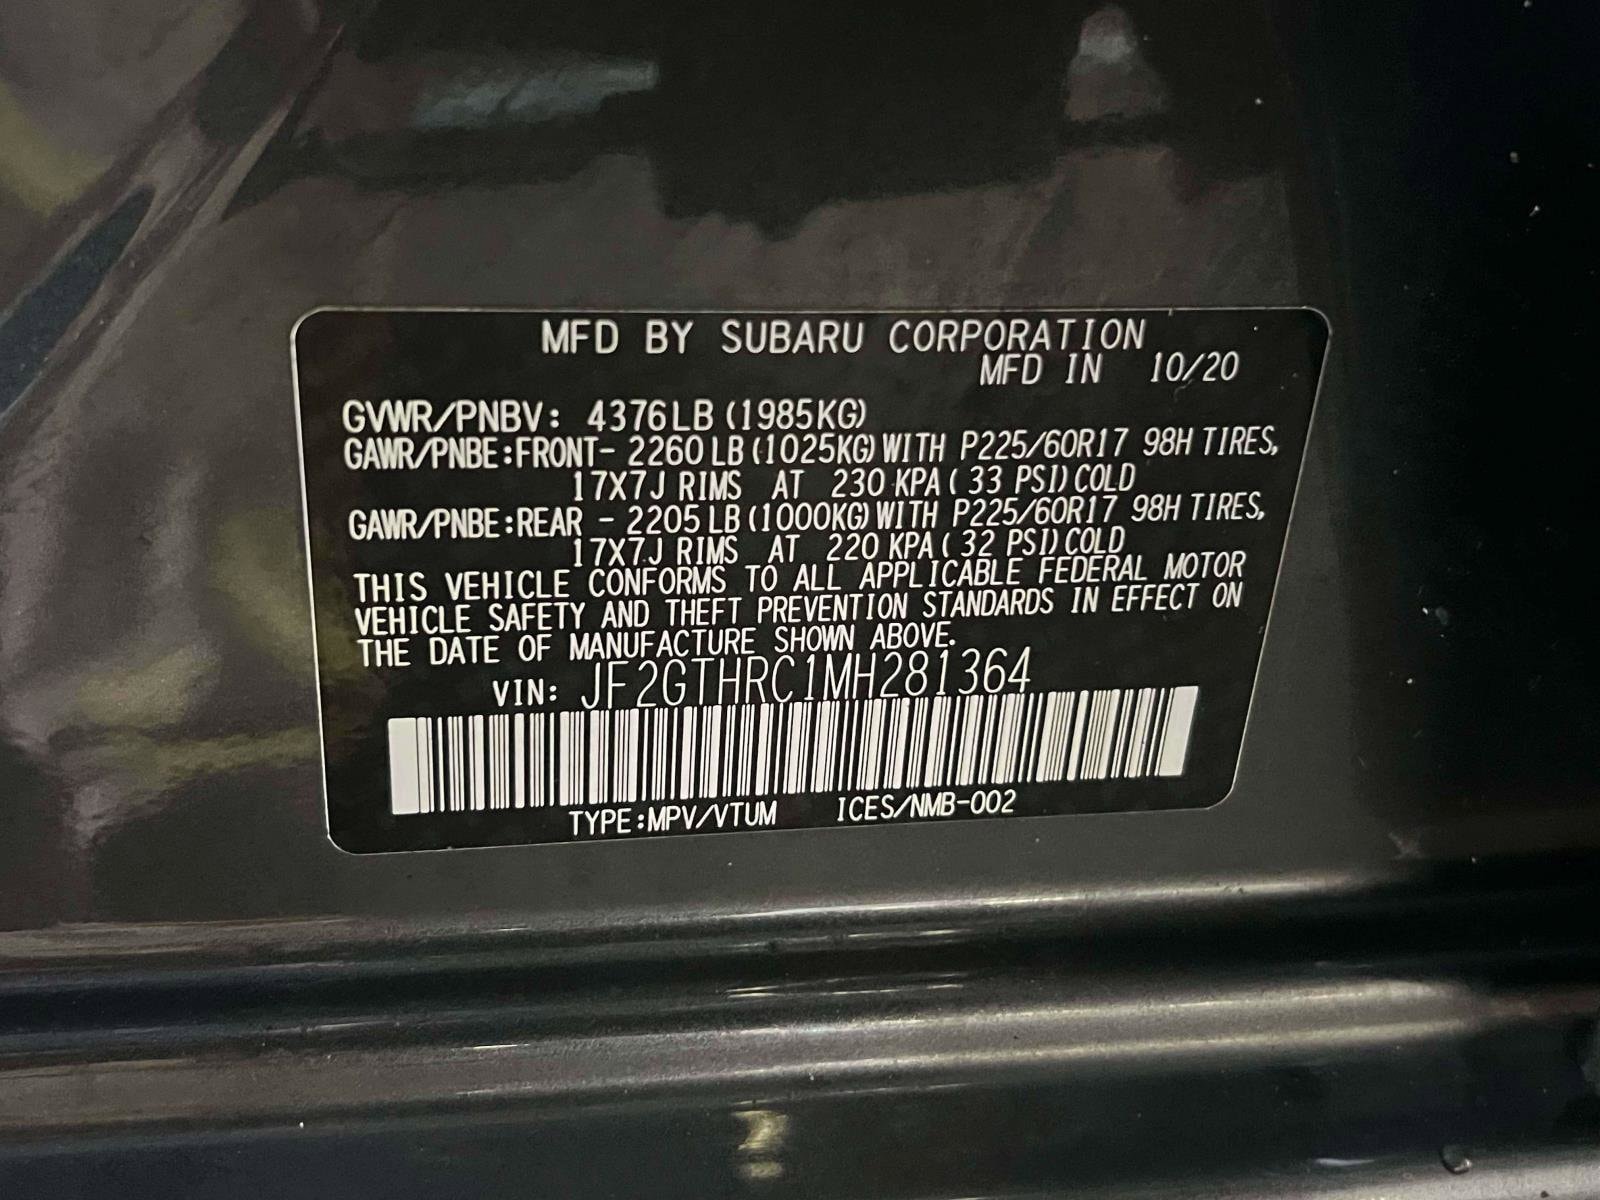 MFD BY SUBARU CORPORATION
MFD IN 10/20
GVWR/PNBV: 4376LB (1985KG)
GAWR/PNBE:FRONT- 2260 LB (1025KG) WITH P225/60R17 98H TIRES,
17X7J RIMS AT 230 KPA ( 33 PSI) COLD
GAWR/PNBE:REAR - 2205 LB (1000KG) WITH P225/60R17 98H TIRES,
17X7J RIMS AT 220 KPA ( 32 PSI) COLD
THIS VEHICLE CONFORMS TO ALL APPLICABLE FEDERAL MOTOR
VEHICLE SAFETY AND THEFT PREVENTION STANDARDS IN EFFECT ON
THE DATE OF MANUFACTURE SHOWN ABOVE.
VIN: JF2GTHRC1MH281364
TYPE:MPV/VTUM ICES/NMB-002